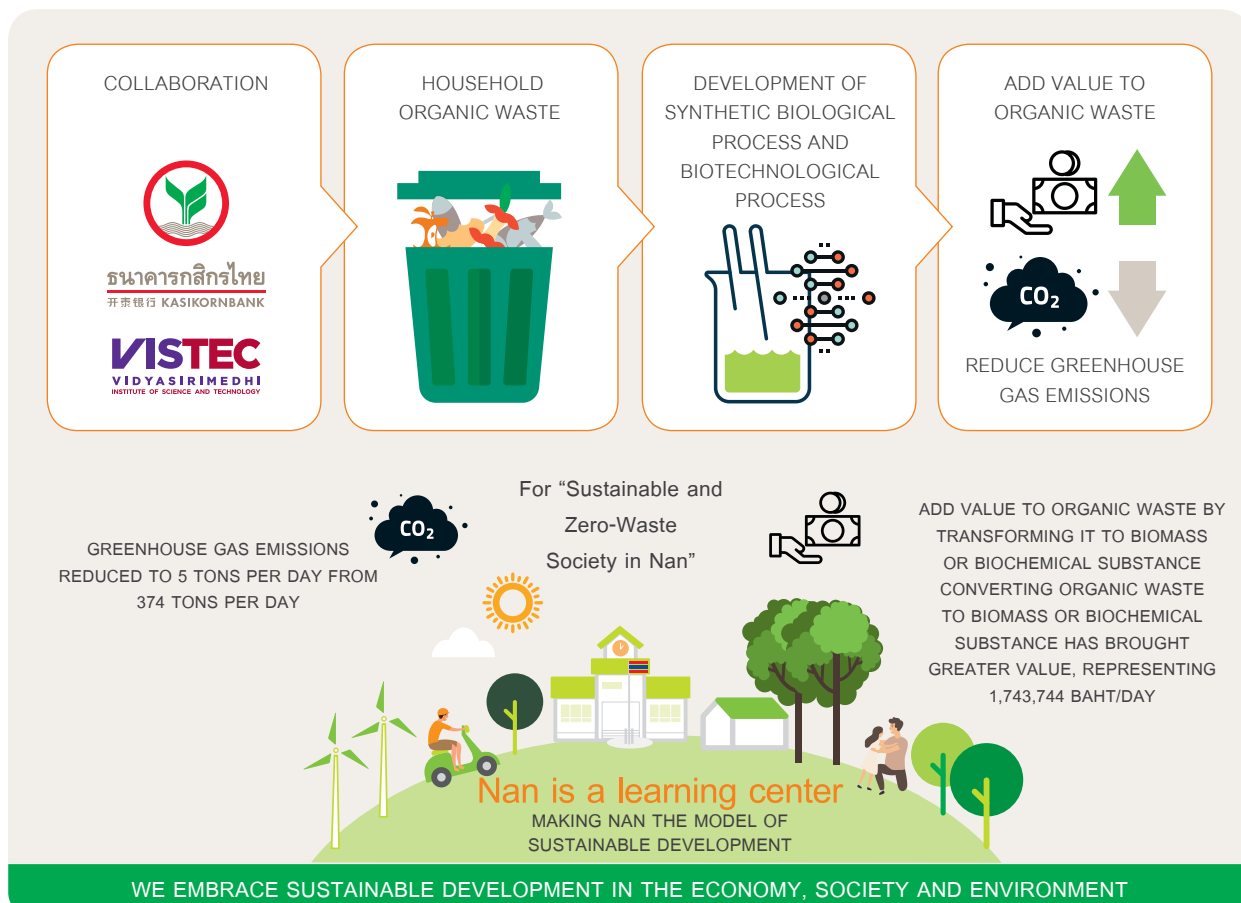 COLLABORATION
ธนาคารกสิกรไทย
开泰银行 KASIKORNBANK
VISTEC
VIDYASIRIMEDHI
INSTITUTE OF SCIENCE AND TECHNOLOGY
HOUSEHOLD
ORGANIC WASTE
DEVELOPMENT OF
SYNTHETIC BIOLOGICAL
PROCESS AND
BIOTECHNOLOGICAL
PROCESS
ADD VALUE TO
ORGANIC WASTE
CO2
REDUCE GREENHOUSE
GAS EMISSIONS
GREENHOUSE GAS EMISSIONS
REDUCED TO 5 TONS PER DAY FROM
374 TONS PER DAY
CO2
For “Sustainable and
Zero-Waste
Society in Nan”
ADD VALUE TO ORGANIC WASTE BY
TRANSFORMING IT TO BIOMASS
OR BIOCHEMICAL SUBSTANCE
CONVERTING ORGANIC WASTE
TO BIOMASS OR BIOCHEMICAL
SUBSTANCE HAS BROUGHT
GREATER VALUE, REPRESENTING
1,743,744 BAHT/DAY
Nan is a learning center
MAKING NAN THE MODEL OF
SUSTAINABLE DEVELOPMENT
WE EMBRACE SUSTAINABLE DEVELOPMENT IN THE ECONOMY, SOCIETY AND ENVIRONMENT